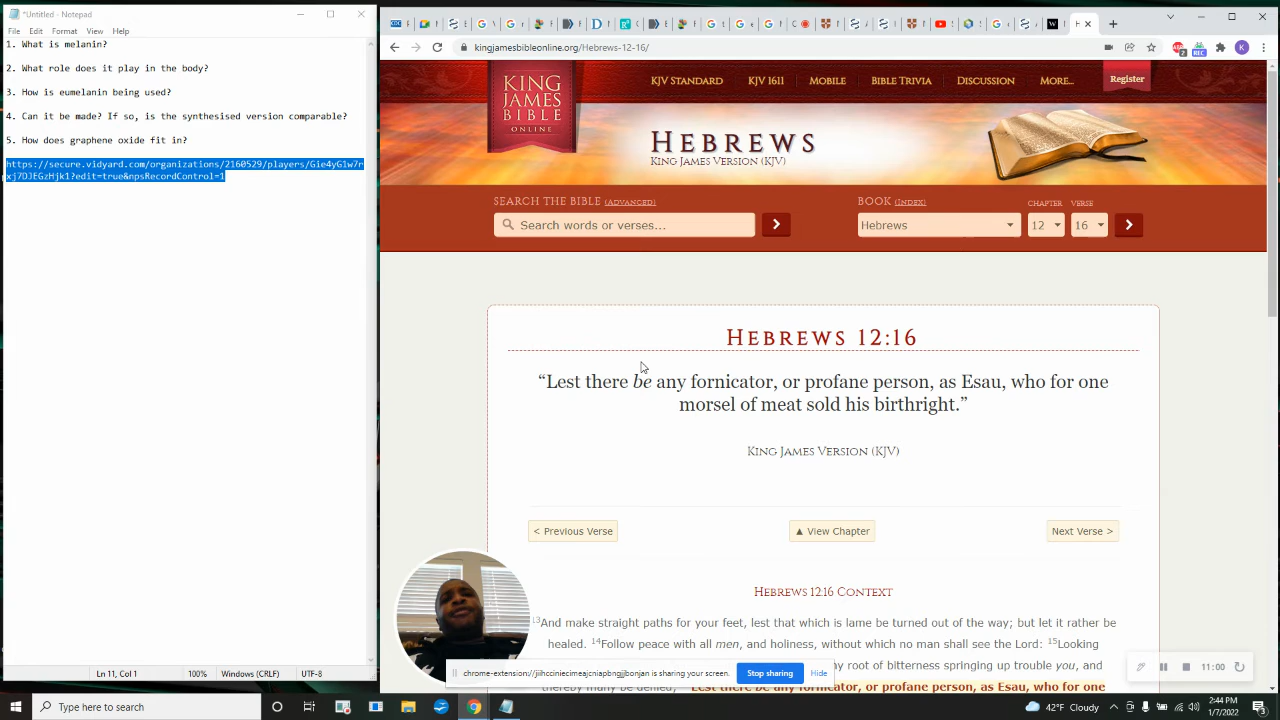 *Untitled - Notepad
File Edit Format View Help
1. What is melanin?
2. What role does it play in the body?
3. How is eumelanin being used?
4. Can it be made? If so, is the synthesised version comparable?
5. How does graphene oxide fit in?
https://secure.vidyard.com/organizations/2160529/players/Gie4yG1w7r
xj7DJEGzHjk1?edit=true&npsRecordControl=1
Ln 11, Col 1 100% Windows (CRLF) UTF-8
kingjamesbibleonline.org/Hebrews-12-16/
KING
JAMES
BIBLE
ONLINE
KJV Standard KJV 1611 Mobile Bible Trivia Discussion More... Register
Hebrews
King James Version (KJV)
Search the Bible (Advanced) Book (Index) Chapter Verse
Search words or verses... Hebrews 12 16
Hebrews 12:16
“Lest there be any fornicator, or profane person, as Esau, who for one
morsel of meat sold his birthright.”
King James Version (KJV)
< Previous Verse ▲ View Chapter Next Verse >
Context
13And make straight paths for your feet, lest that which is lame be turned out of the way; but let it rather be
healed. 14Follow peace with all men, and holiness, without which no man shall see the Lord: 15Looking
any root of bitterness springing up trouble you, and
Lest there be any fornicator, or profane person, as Esau, who for one
chrome-extension://jiihcciniecimeajcniapbngjjbonjan is sharing your screen. Stop sharing Hide
11:00
Type here to search
42°F Cloudy
2:44 PM
1/7/2022